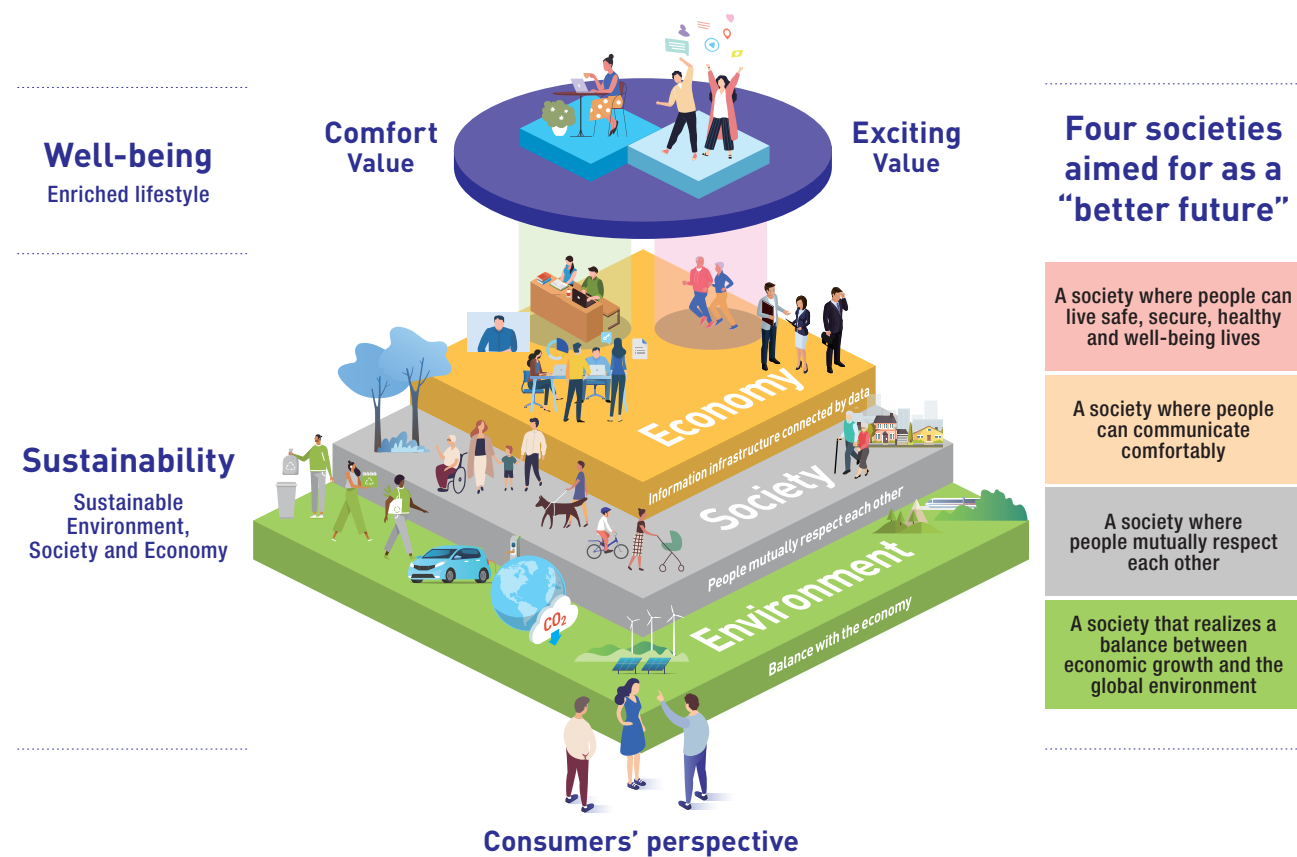 Well-being
Enriched lifestyle
Sustainability
Sustainable
Environment,
Society and Economy
Comfort
Value
Exciting
Value
Economy
Information infrastructure connected by data
Society
People mutually respect each other
Environment
Balance with the economy
CO₂
Consumers’ perspective
Four societies
aimed for as a
“better future”
A society where people can
live safe, secure, healthy
and well-being lives
A society where people
can communicate
comfortably
A society where
people mutually respect
each other
A society that realizes a
balance between
economic growth and the
global environment